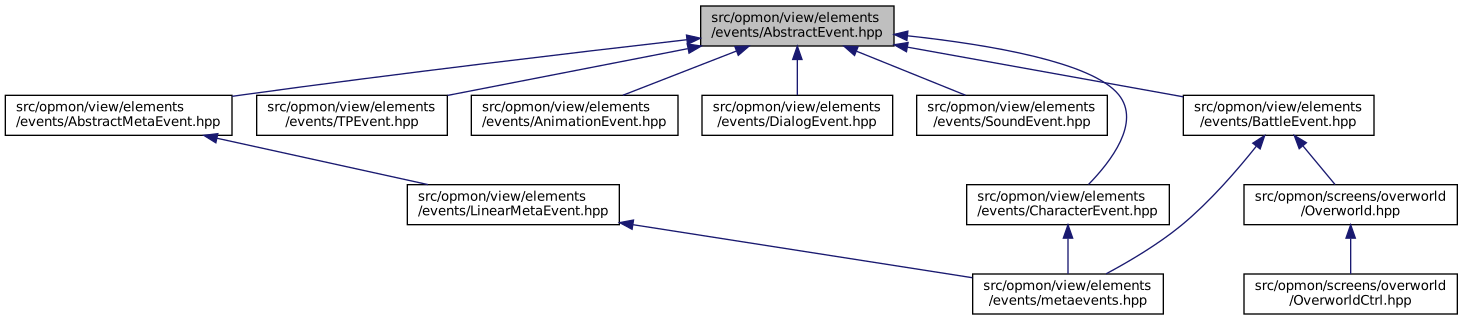 src/opmon/view/elements
/events/AbstractEvent.hpp
src/opmon/view/elements
/events/AbstractMetaEvent.hpp
src/opmon/view/elements
/events/TPEvent.hpp
src/opmon/view/elements
/events/AnimationEvent.hpp
src/opmon/view/elements
/events/DialogEvent.hpp
src/opmon/view/elements
/events/SoundEvent.hpp
src/opmon/view/elements
/events/BattleEvent.hpp
src/opmon/view/elements
/events/LinearMetaEvent.hpp
src/opmon/view/elements
/events/CharacterEvent.hpp
src/opmon/screens/overworld
/Overworld.hpp
src/opmon/view/elements
/events/metaevents.hpp
src/opmon/screens/overworld
/OverworldCtrl.hpp